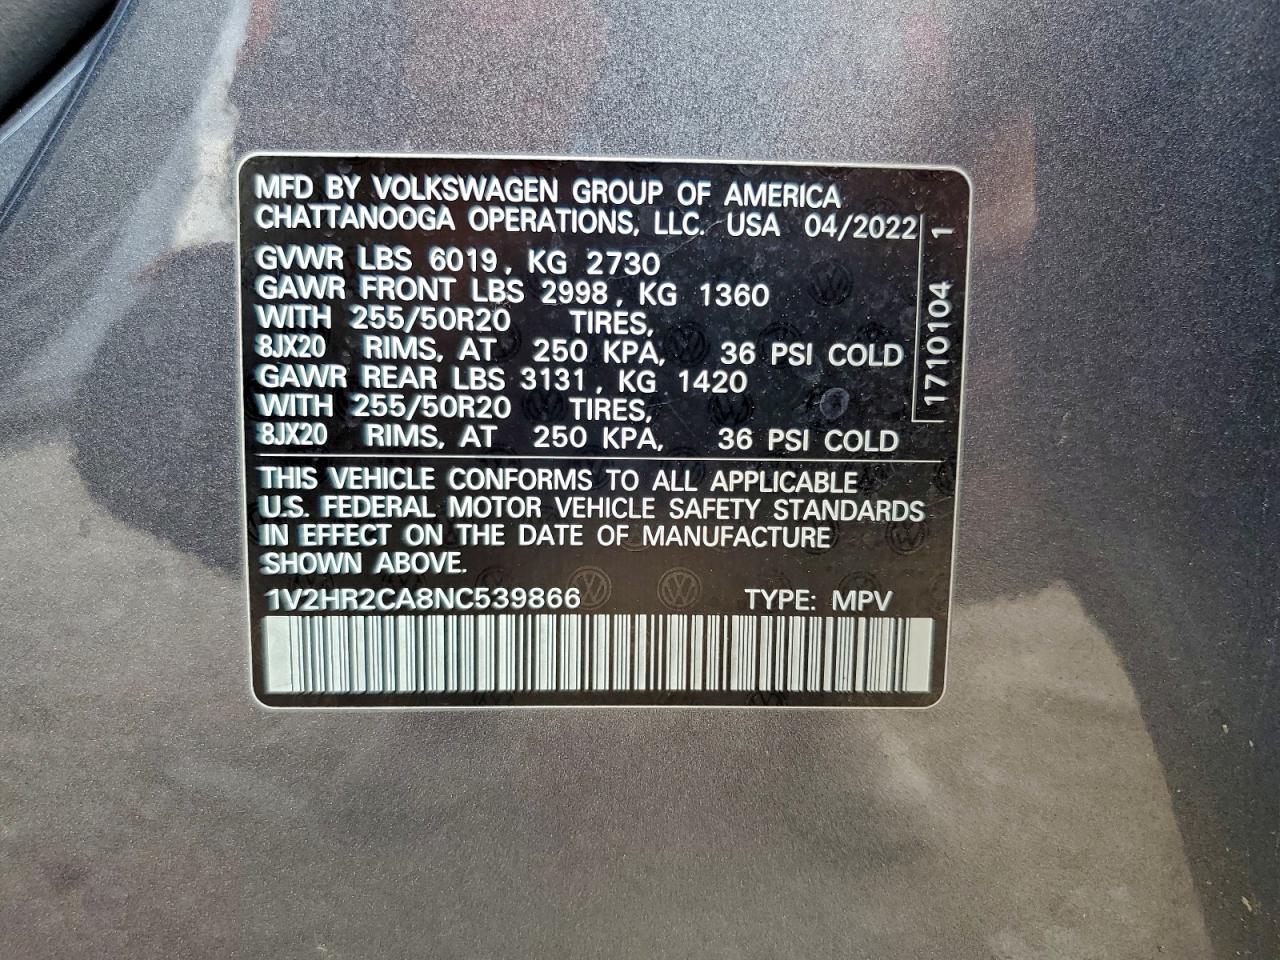 MFD BY VOLKSWAGEN GROUP OF AMERICA
CHATTANOOGA OPERATIONS, LLC. USA 04/2022
GVWR LBS 6019, KG 2730
GAWR FRONT LBS 2998, KG 1360
WITH 255/50R20 TIRES,
8JX20 RIMS, AT 250 KPA, 36 PSI COLD
GAWR REAR LBS 3131, KG 1420
WITH 255/50R20 TIRES,
8JX20 RIMS, AT 250 KPA, 36 PSI COLD
1710104 1
THIS VEHICLE CONFORMS TO ALL APPLICABLE
U.S. FEDERAL MOTOR VEHICLE SAFETY STANDARDS
IN EFFECT ON THE DATE OF MANUFACTURE
SHOWN ABOVE.
1V2HR2CA8NC539866 TYPE: MPV